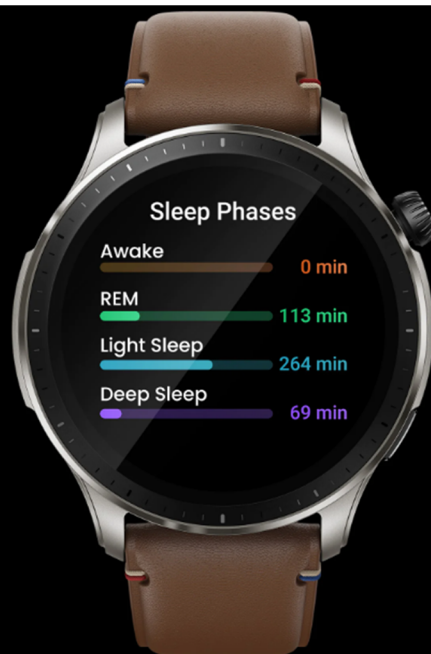 Sleep Phases
Awake
0 min
REM
113 min
Light Sleep
264 min
Deep Sleep
69 min